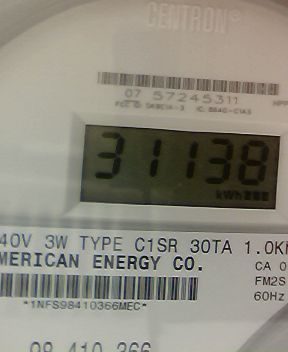 CENTRON®
07 57245311
31138
kWh
40V 3W TYPE C1SR 30TA 1.0K
MERICAN ENERGY CO.
CA 0
FM2S
60Hz
*1NFS98410366MEC*
98 410 366